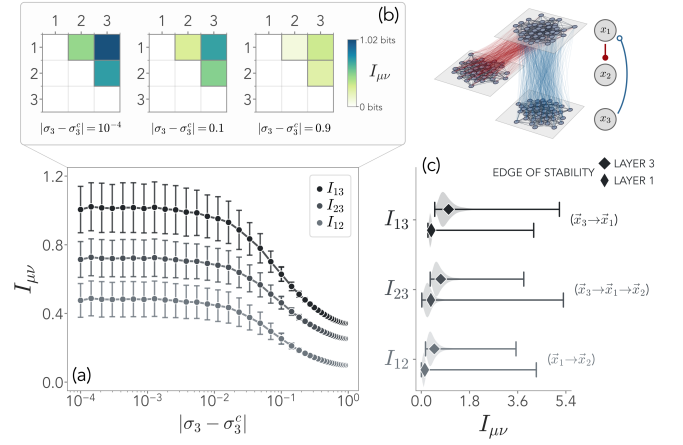 1 2 3 1 2 3 1 2 3
(b)
1
2
3
1.02 bits
I_μν
0 bits
|σ₃ − σ₃ᶜ| = 10⁻⁴ |σ₃ − σ₃ᶜ| = 0.1 |σ₃ − σ₃ᶜ| = 0.9
x₁
x₂
x₃
1.2
0.8
0.4
0.0
I_μν
I₁₃
I₂₃
I₁₂
(a)
10⁻⁴ 10⁻³ 10⁻² 10⁻¹ 10⁰
|σ₃ − σ₃ᶜ|
(c)
EDGE OF STABILITY
LAYER 3
LAYER 1
I₁₃
(x⃗₃→x⃗₁)
I₂₃
(x⃗₃→x⃗₁→x⃗₂)
I₁₂
(x⃗₁→x⃗₂)
0.0 1.8 3.6 5.4
I_μν